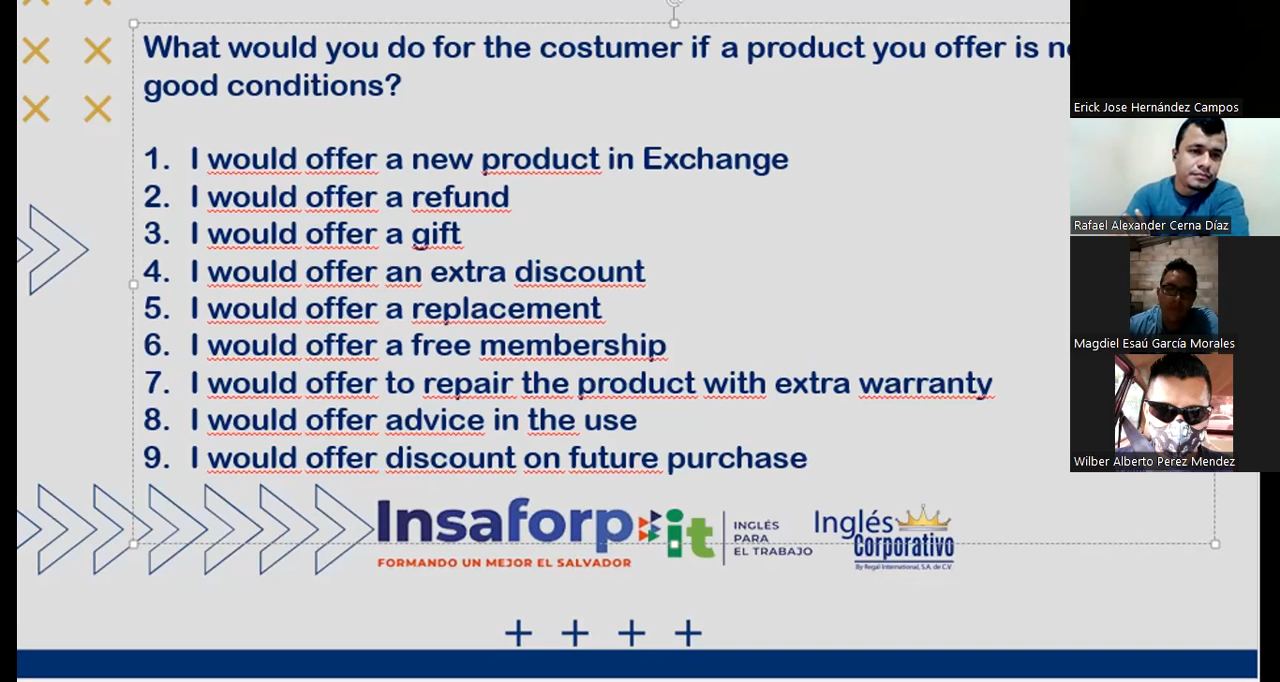 What would you do for the costumer if a product you offer is
good conditions?
1. I would offer a new product in Exchange
2. I would offer a refund
3. I would offer a gift
4. I would offer an extra discount
5. I would offer a replacement
6. I would offer a free membership
7. I would offer to repair the product with extra warranty
8. I would offer advice in the use
9. I would offer discount on future purchase
Insaforp
FORMANDO UN MEJOR EL SALVADOR
it
INGLÉS
PARA
EL TRABAJO
Inglés
Corporativo
By Regal International, S.A. de C.V
Erick Jose Hernández Campos
Rafael Alexander Cerna Díaz
Magdiel Esaú García Morales
Wilber Alberto Perez Mendez